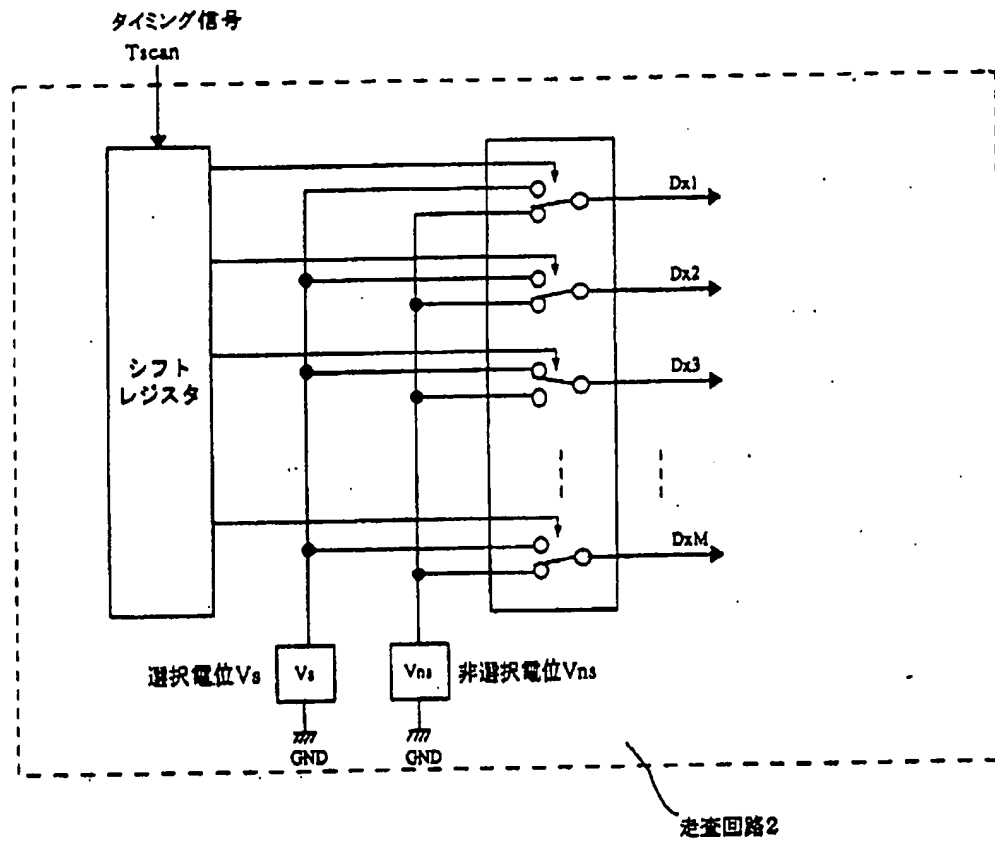 タイミング信号
Tscan
シフト
レジスタ
Dx1
Dx2
Dx3
DxM
選択電位Vs
Vs
Vns
非選択電位Vns
GND
GND
走査回路2